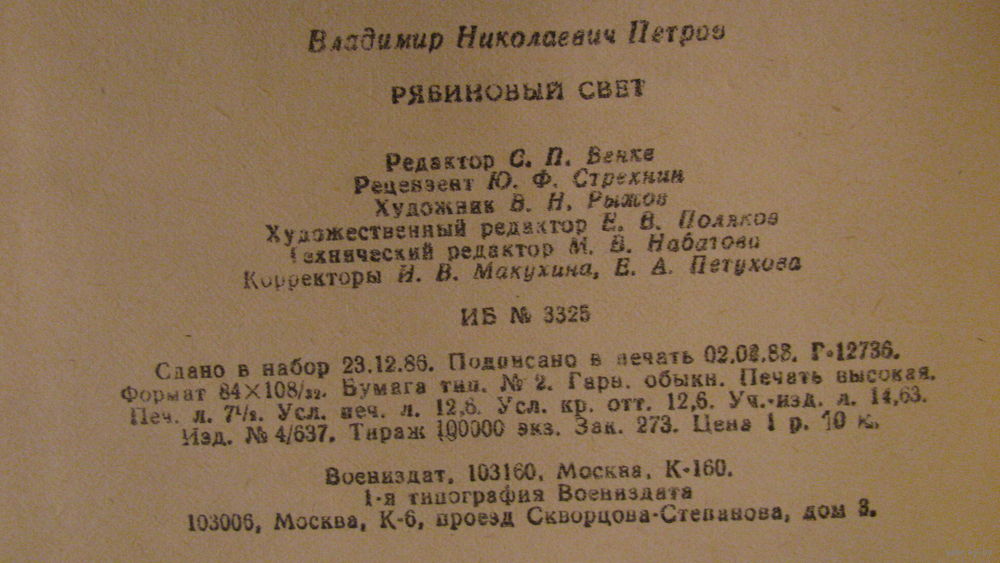 Владимир Николаевич Петров
РЯБИНОВЫЙ СВЕТ
Редактор С. П. Венке
Рецензент Ю. Ф. Стрехнин
Художник В. Н. Рыжов
Художественный редактор Е. В. Поляков
Технический редактор М. В. Набатова
Корректоры И. В. Макухина, Е. А. Петухова
ИБ № 3325
Сдано в набор 23.12.86. Подписано в печать Г-12736.
Формат 84×108/32. Бумага тип. № 2. Гарн. обыкн. Печать высокая.
Печ. л. 7 1/2. Усл. печ. л. 12,6. Усл. кр. отт. 12,6. Уч.-изд. л. 14,63.
Изд. № 4/637. Тираж 100000 экз. Зак. 273. Цена 1 р. 10 к.
Воениздат, 103160, Москва, К-160.
1-я типография Воениздата
103006, Москва, К-6, проезд Скворцова-Степанова, дом 3.